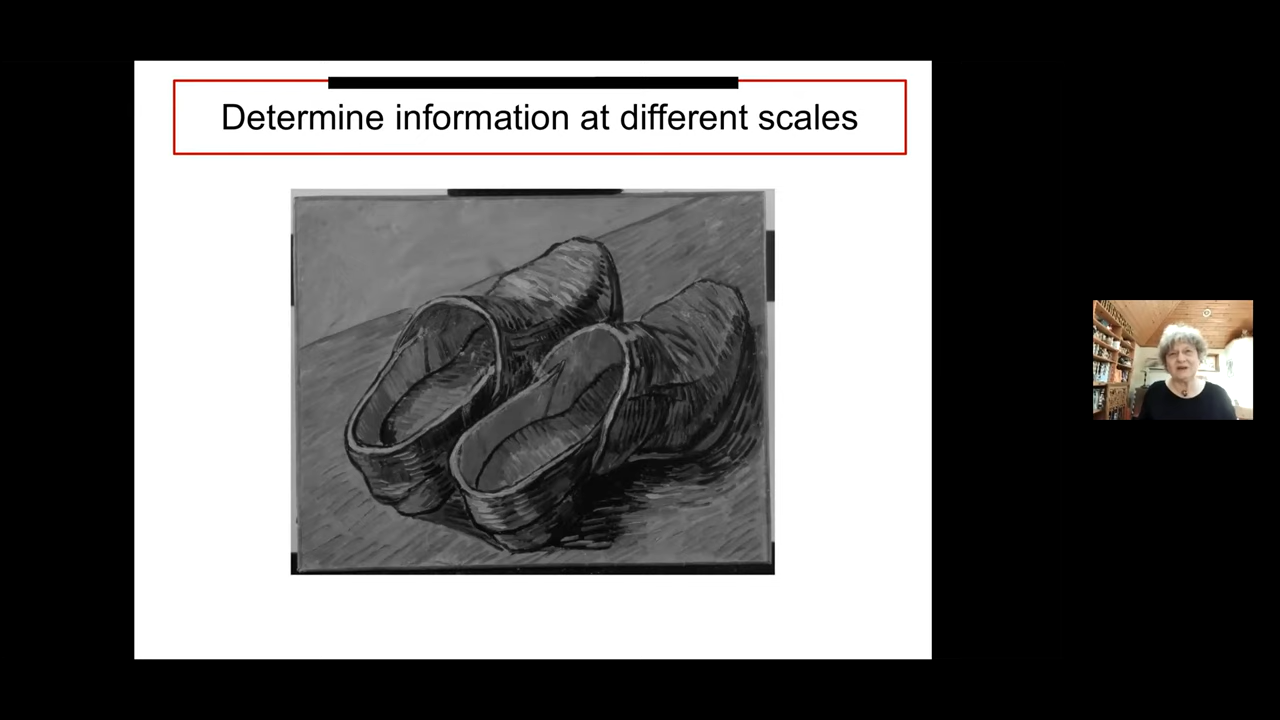 Determine information at different scales